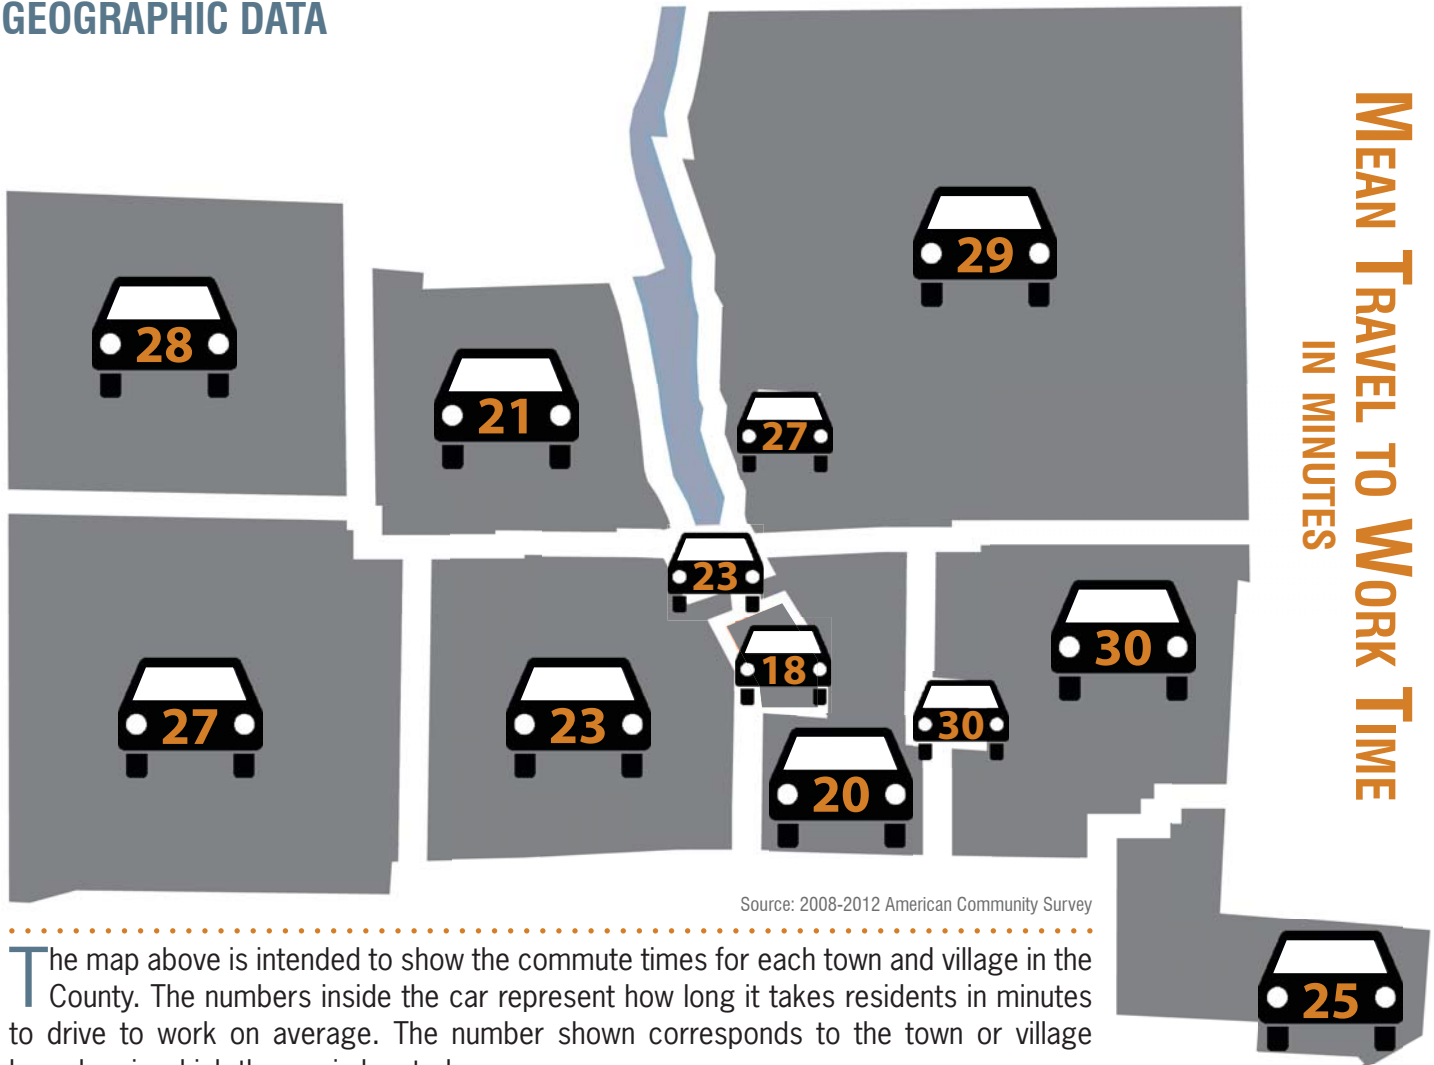 GEOGRAPHIC DATA
MEAN TRAVEL TO WORK TIME
IN MINUTES
29
28
21
27
23
30
18
27
23
30
20
25
Source: 2008-2012 American Community Survey
The map above is intended to show the commute times for each town and village in the
County. The numbers inside the car represent how long it takes residents in minutes
to drive to work on average. The number shown corresponds to the town or village